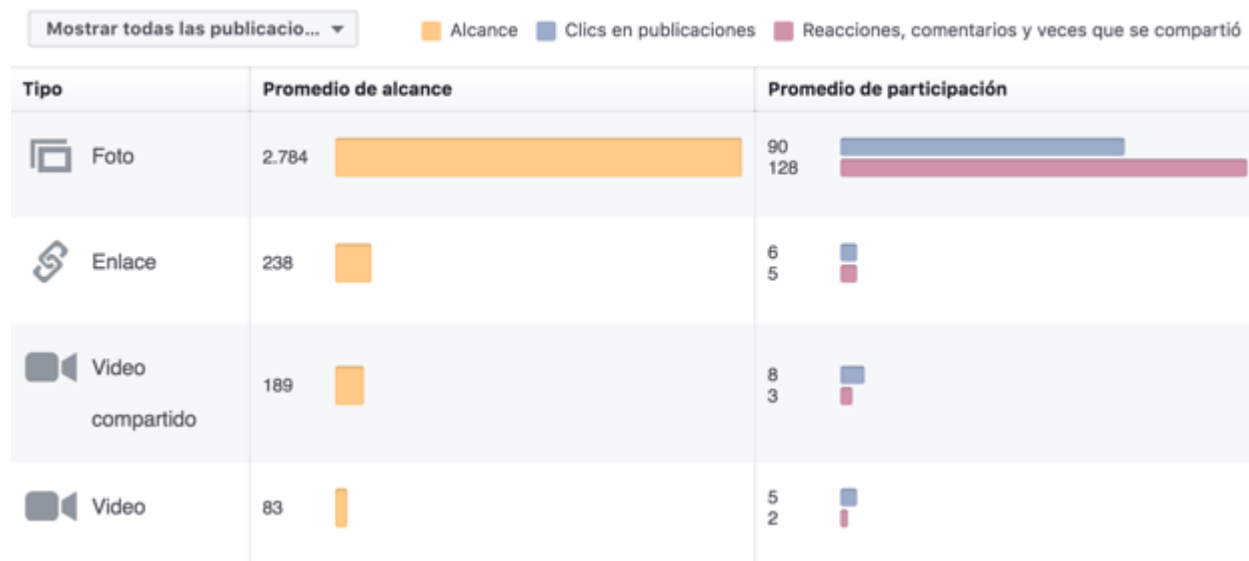 Mostrar todas las publicacio...
Alcance
Clics en publicaciones
Reacciones, comentarios y veces que se compartió
Tipo
Promedio de alcance
Promedio de participación
Foto
2.784
90
128
Enlace
238
6
5
Video
compartido
189
8
3
Video
83
5
2